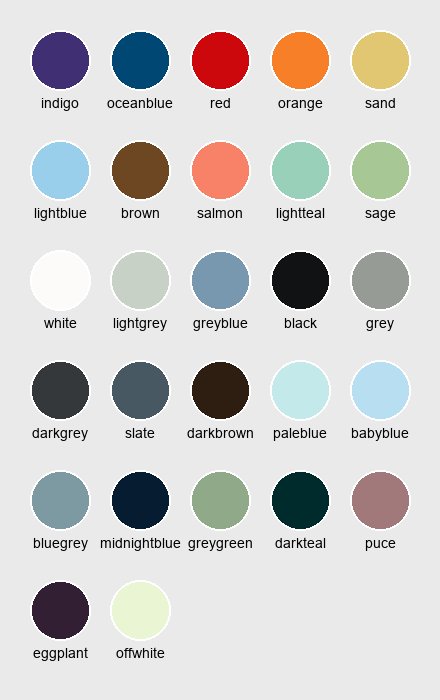 indigo oceanblue red orange sand
lightblue brown salmon lightteal sage
white lightgrey greyblue black grey
darkgrey slate darkbrown paleblue babyblue
bluegrey midnightblue greygreen darkteal puce
eggplant offwhite